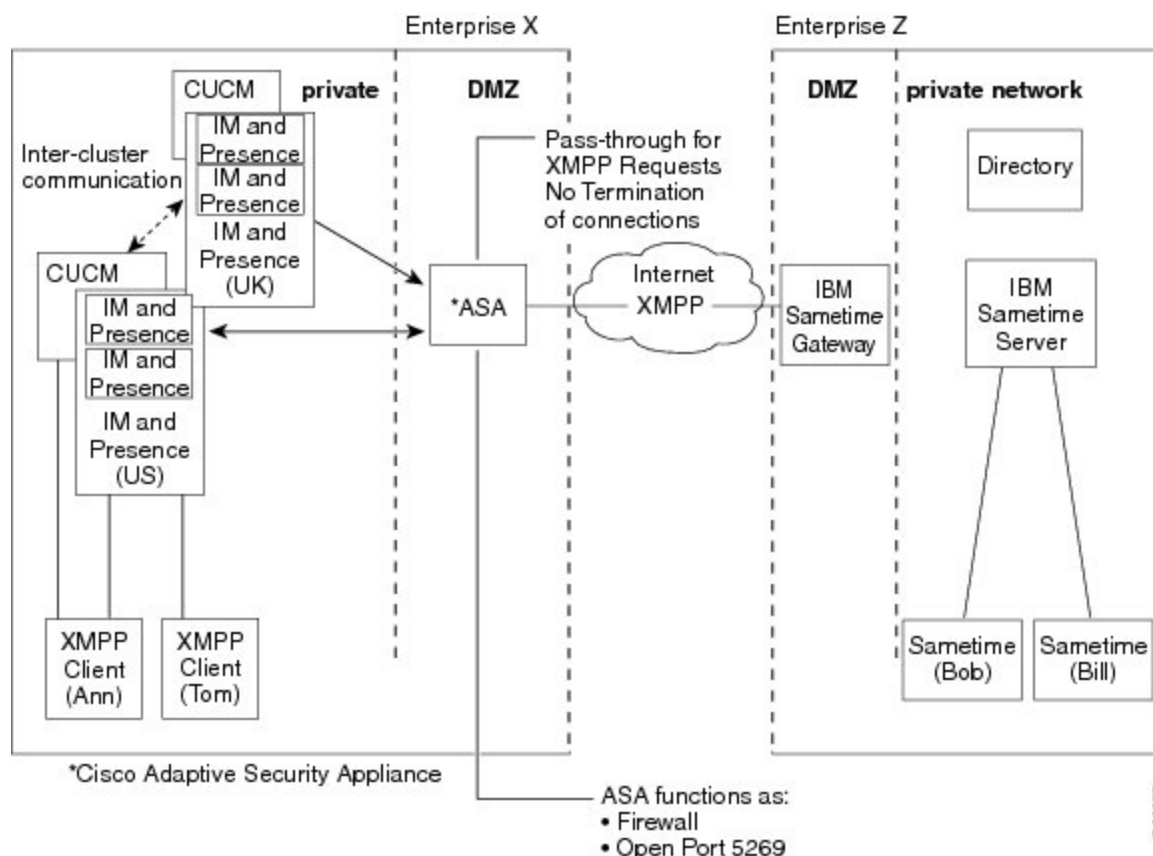 Enterprise X
Enterprise Z
CUCM
private
DMZ
DMZ
private network
IM and
Presence
IM and
Presence
IM and
Presence
(UK)
Inter-cluster
communication
Pass-through for
XMPP Requests
No Termination
of connections
Directory
CUCM
IM and
Presence
IM and
Presence
IM and
Presence
(US)
*ASA
Internet
XMPP
IBM
Sametime
Gateway
IBM
Sametime
Server
XMPP
Client
(Ann)
XMPP
Client
(Tom)
Sametime
(Bob)
Sametime
(Bill)
*Cisco Adaptive Security Appliance
ASA functions as:
• Firewall
• Open Port 5269